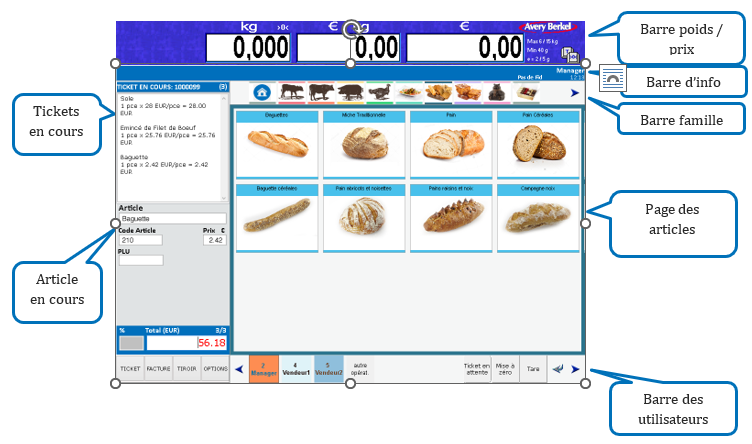 kg >0< € kg €
0,000 0,00 0,00
Avery Berkel
Max 6 / 15 kg
Min 40 g
e = 2 / 5 g
Barre poids /
prix
Manager
Pas de Fid
Barre d'info
Barre famille
Tickets
en cours
TICKET EN COURS: 1000099 (3)
Sole
1 pce x 28 EUR/pce = 28.00
EUR
Emincé de Filet de Boeuf
1 pce x 25.76 EUR/pce = 25.76
EUR
Baguette
1 pce x 2.42 EUR/pce = 2.42
EUR
Baguettes Miche Traditionnelle Pain Pain Céréales
Baguette céréales Pain abricots et noisettes Pains raisins et noix Campagne noix
Page des
articles
Article
Baguette
Code Article Prix €
210 2.42
PLU
Article
en cours
% Total (EUR) 3/3
56.18
TICKET FACTURE TIROIR OPTIONS
2
Manager
4
Vendeur1
5
Vendeur2
autre
opérat.
Ticket en
attente
Mise à
zéro
Tare
Barre des
utilisateurs